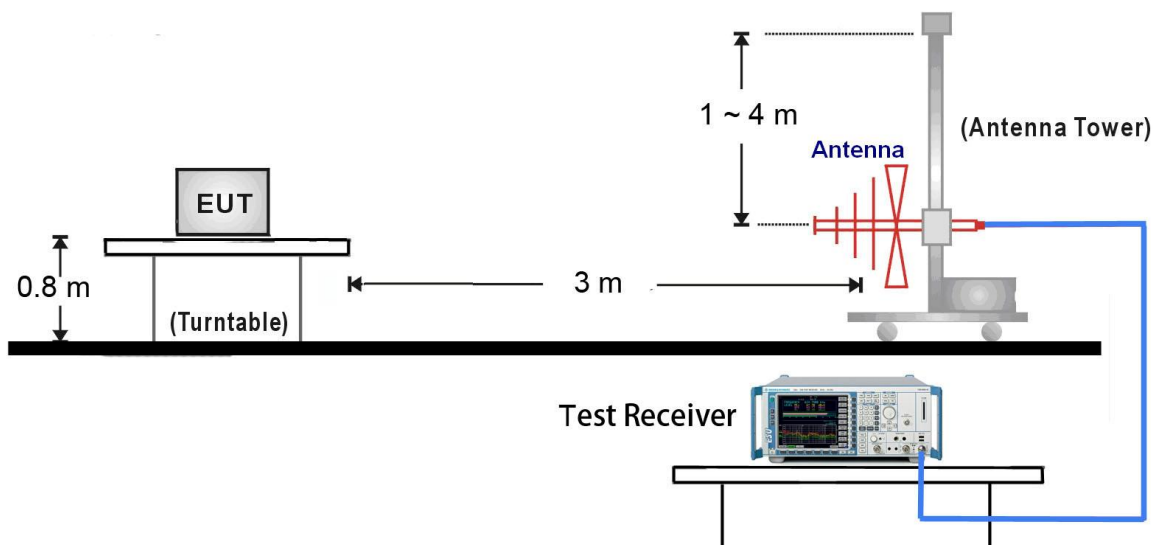 1 ~ 4 m
(Antenna Tower)
Antenna
EUT
0.8 m
3 m
(Turntable)
Test Receiver